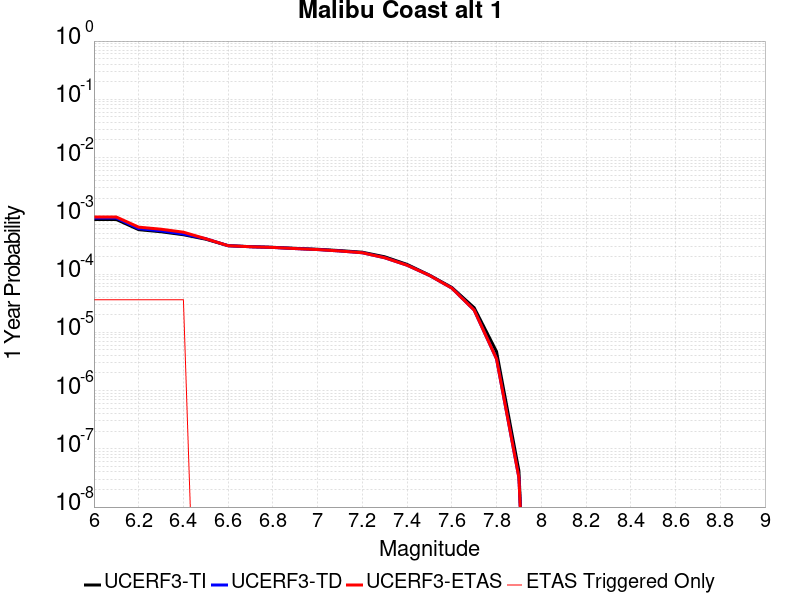 Malibu Coast alt 1
10^0
10^-1
10^-2
10^-3
10^-4
10^-5
10^-6
10^-7
10^-8
1 Year Probability
6 6.2 6.4 6.6 6.8 7 7.2 7.4 7.6 7.8 8 8.2 8.4 8.6 8.8 9
Magnitude
UCERF3-TI UCERF3-TD UCERF3-ETAS ETAS Triggered Only